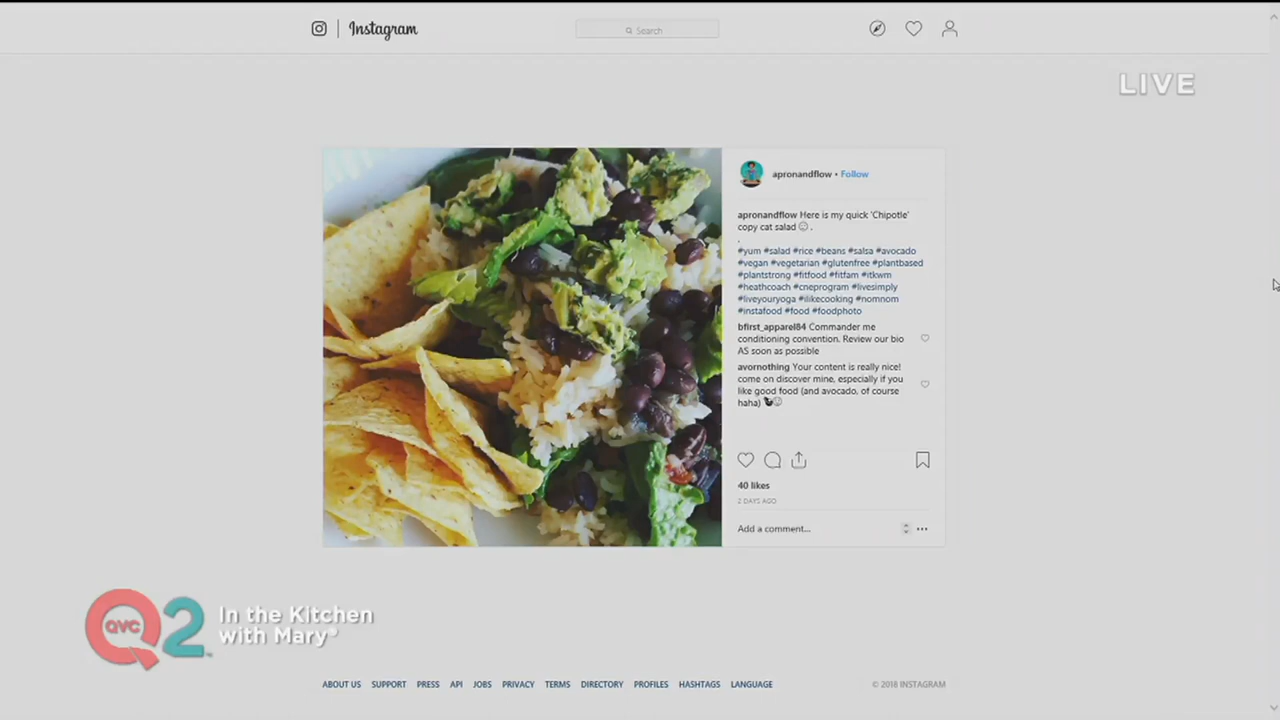 Instagram
Search
LIVE
apronandflow • Follow
apronandflow Here is my quick 'Chipotle'
copy cat salad 🙂 .
.
#yum #salad #rice #beans #salsa #avocado
#vegan #vegetarian #glutenfree #plantbased
#plantstrong #fitfood #fitfam #itkwm
#heathcoach #cneprogram #livesimply
#liveyouryoga #ilikecooking #nomnom
#instafood #food #foodphoto
bfirst_apparel84 Commander me
conditioning convention. Review our bio
AS soon as possible
avornothing Your content is really nice!
come on discover mine, especially if you
like good food (and avocado, of course
haha)
40 likes
2 DAYS AGO
Add a comment...
QVC 2™
In the Kitchen
with Mary®
ABOUT US SUPPORT PRESS API JOBS PRIVACY TERMS DIRECTORY PROFILES HASHTAGS LANGUAGE
© 2018 INSTAGRAM